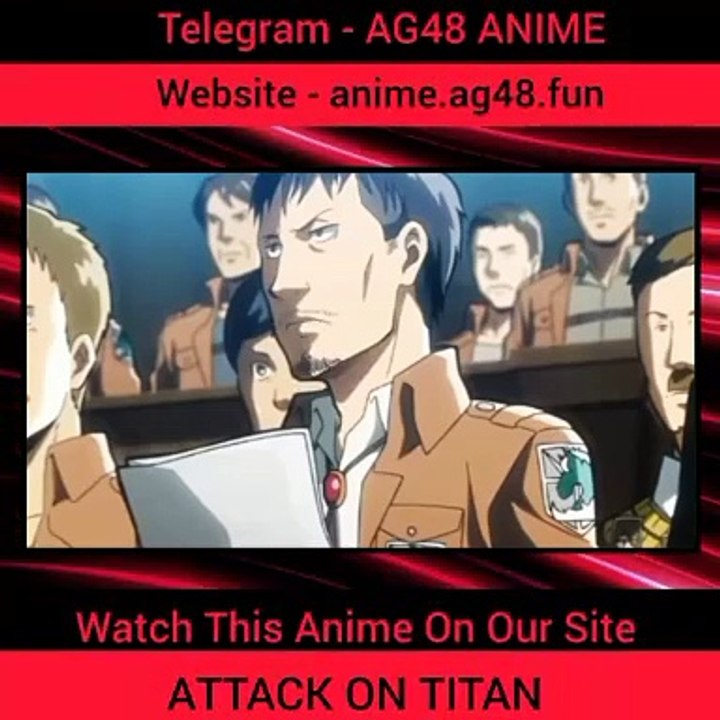 Telegram - AG48 ANIME
Website - anime.ag48.fun
Watch This Anime On Our Site
ATTACK ON TITAN